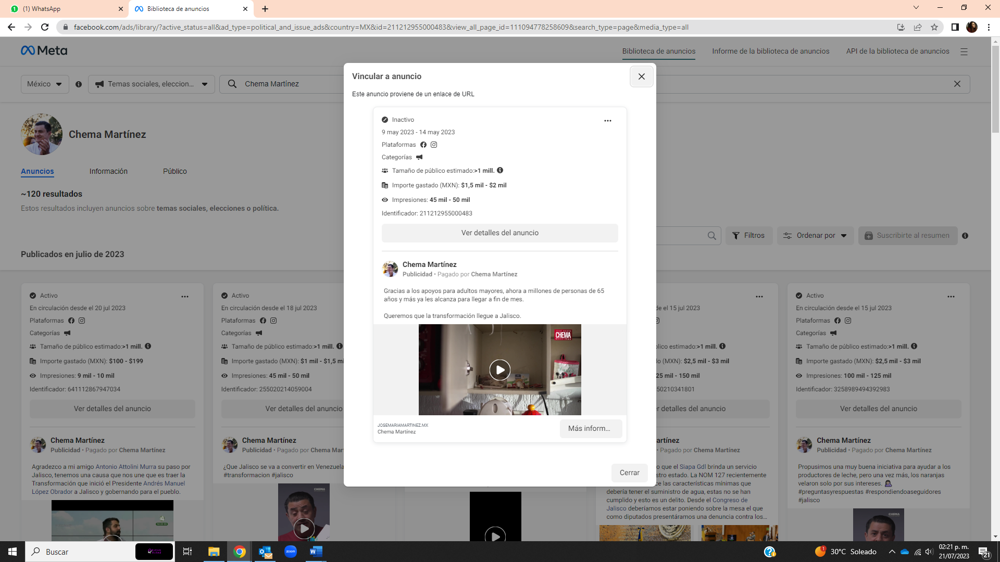 (1) WhatsApp
Biblioteca de anuncios
facebook.com/ads/library/?active_status=all&ad_type=political_and_issue_ads&country=MX&id=211212955000483&view_all_page_id=111094778258609&search_type=page&media_type=all
Meta
Biblioteca de anuncios
Informe de la biblioteca de anuncios
API de la biblioteca de anuncios
México
Temas sociales, eleccion...
Chema Martínez
Chema Martínez
Anuncios
Información
Público
~120 resultados
Estos resultados incluyen anuncios sobre temas sociales, elecciones o política.
Filtros
Ordenar por
Suscribirte al resumen
Publicados en julio de 2023
Vincular a anuncio
Este anuncio proviene de un enlace de URL
Inactivo
9 may 2023 - 14 may 2023
Plataformas
Categorías
Tamaño de público estimado:>1 mill.
Importe gastado (MXN): $1,5 mil - $2 mil
Impresiones: 45 mil - 50 mil
Identificador: 211212955000483
Ver detalles del anuncio
Chema Martínez
Publicidad • Pagado por Chema Martínez
Gracias a los apoyos para adultos mayores, ahora a millones de personas de 65
años y más ya les alcanza para llegar a fin de mes.
Queremos que la transformación llegue a Jalisco.
JOSÉ MARÍA
CHEMA
MARTÍNEZ
JOSEMARIAMARTINEZ.MX
Chema Martínez
Más inform...
Cerrar
Activo
En circulación desde el 20 jul 2023
Plataformas
Categorías
Tamaño de público estimado:>1 mill.
Importe gastado (MXN): $100 - $199
Impresiones: 9 mil - 10 mil
Identificador: 641112867947034
Ver detalles del anuncio
Chema Martínez
Publicidad • Pagado por Chema Martínez
Agradezco a mi amigo Antonio Attolini Murra su paso por
Jalisco, tenemos una causa que nos une que es traer la
Transformación que inició el Presidente Andrés Manuel
López Obrador a Jalisco y gobernando para el pueblo.
Activo
En circulación desde el 18 jul 2023
Plataformas
Categorías
Tamaño de público estimado:>1 mill.
Importe gastado (MXN): $1 mil - $1,5 mi
Impresiones: 45 mil - 50 mil
Identificador: 255020214059004
Ver detalles del anuncio
Chema Martínez
Publicidad • Pagado por Chema Mar
¿Que Jalisco se va a convertir en Venezuela
#transformacion #jalisco
CHEMA
de el 15 jul 2023
blico estimado:>1 mill.
do (MXN): $2,5 mil - $3 mil
25 mil - 150 mil
50210341801
r detalles del anuncio
artínez
• Pagado por Chema Martínez
o que el Siapa Gdl brinda un servicio
stro estado. La NOM 127 recientemente
ce las características mínimas que
debería tener el suministro de agua, estas no se han
cumplido y esto es un delito. Desde el Congreso de
Jalisco deberíamos estar poniendo sobre la mesa el que
como diputados presentáramos una denuncia contra los...
Activo
En circulación desde el 15 jul 2023
Plataformas
Categorías
Tamaño de público estimado:>1 mill.
Importe gastado (MXN): $2,5 mil - $3 mil
Impresiones: 100 mil - 125 mil
Identificador: 3258989494392983
Ver detalles del anuncio
Chema Martínez
Publicidad • Pagado por Chema Martínez
Propusimos una muy buena iniciativa para ayudar a los
productores de leche, pero una vez más, los naranjas
velaron solo por sus intereses.
#preguntasyrespuestas #respondiendoaseguidores
#jalisco
CHEMA
Buscar
zoom
30°C Soleado
02:21 p. m.
21/07/2023
21